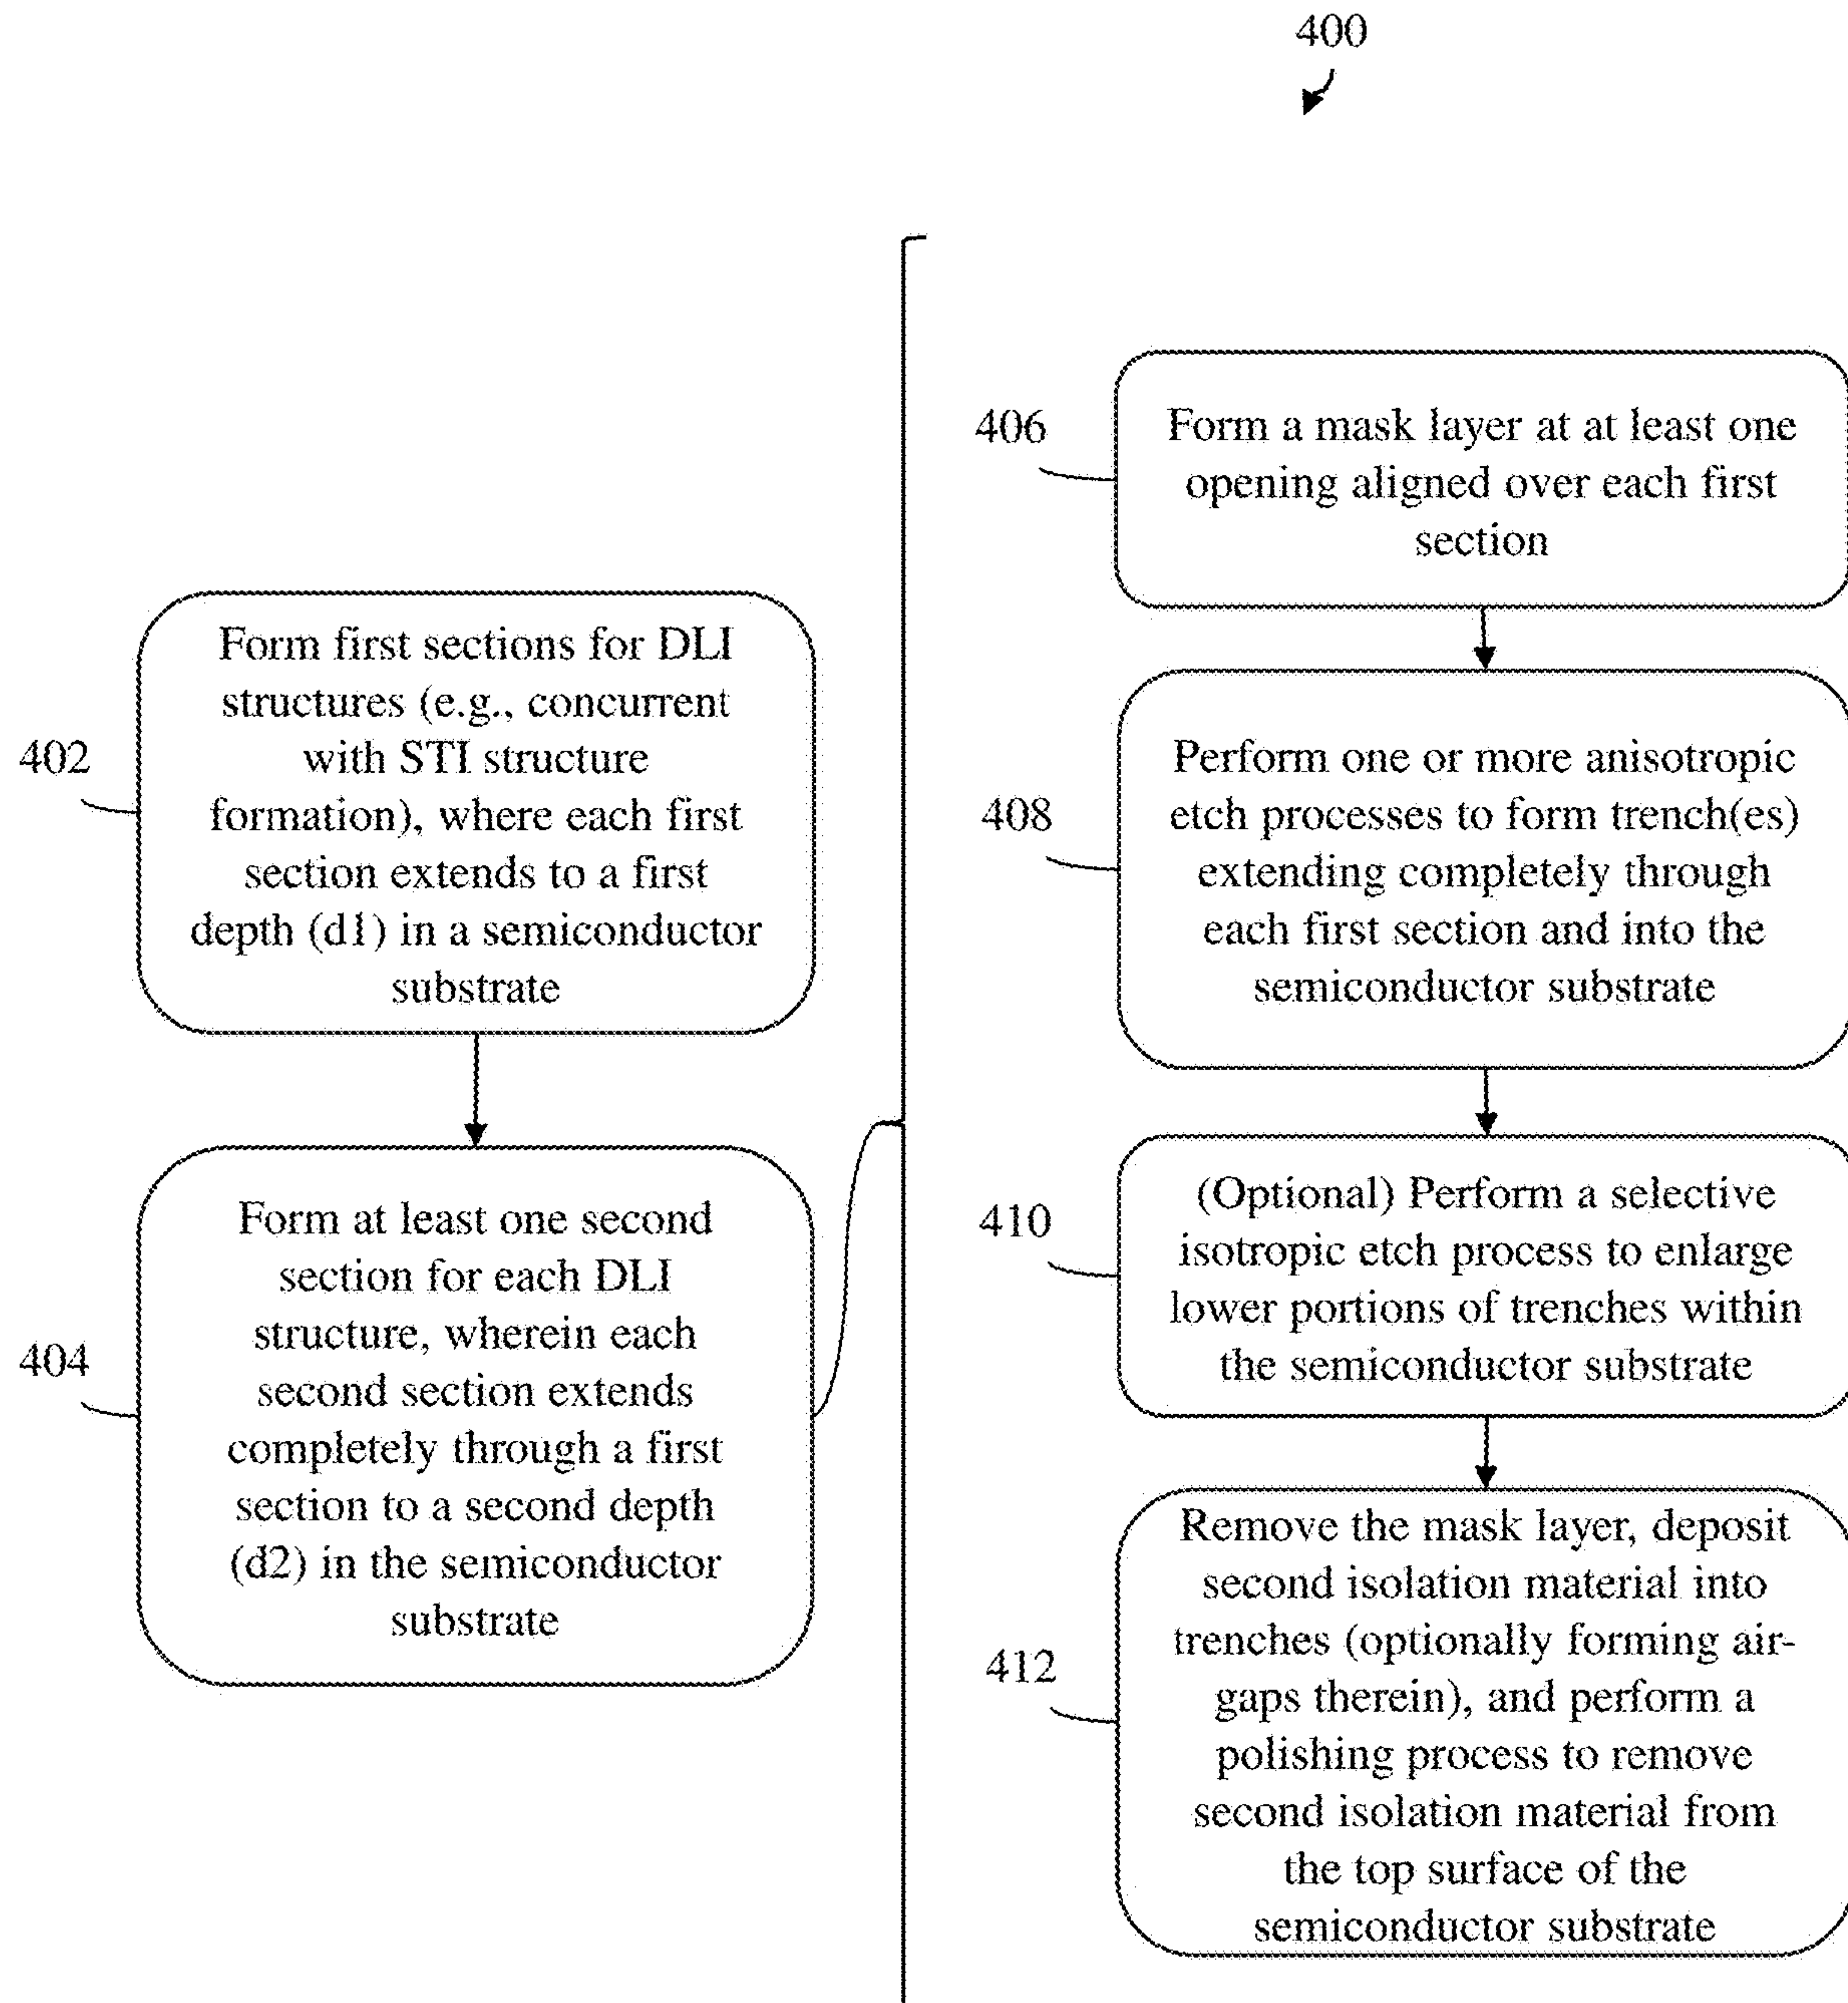 400
402
Form first sections for DLI
structures (e.g., concurrent
with STI structure
formation), where each first
section extends to a first
depth (d1) in a semiconductor
substrate
404
Form at least one second
section for each DLI
structure, wherein each
second section extends
completely through a first
section to a second depth
(d2) in the semiconductor
substrate
406
Form a mask layer at at least one
opening aligned over each first
section
408
Perform one or more anisotropic
etch processes to form trench(es)
extending completely through
each first section and into the
semiconductor substrate
410
(Optional) Perform a selective
isotropic etch process to enlarge
lower portions of trenches within
the semiconductor substrate
412
Remove the mask layer, deposit
second isolation material into
trenches (optionally forming air-
gaps therein), and perform a
polishing process to remove
second isolation material from
the top surface of the
semiconductor substrate